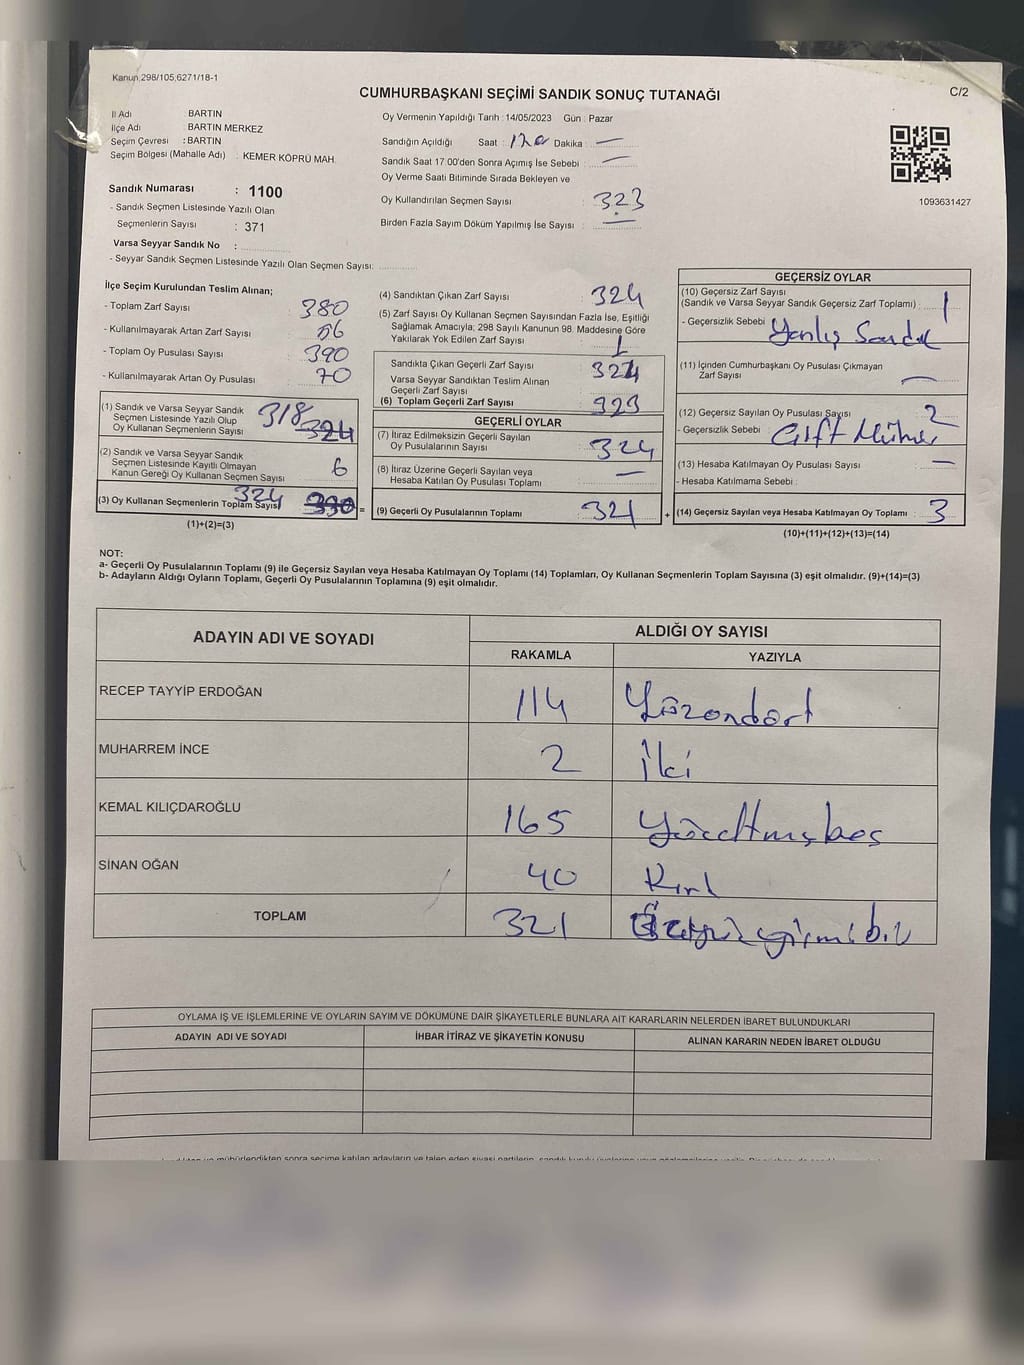 Kanun 298/105,6271/18-1
CUMHURBAŞKANI SEÇİMİ SANDIK SONUÇ TUTANAĞI
C/2
İl Adı : BARTIN
İlçe Adı : BARTIN MERKEZ
Seçim Çevresi : BARTIN
Seçim Bölgesi (Mahalle Adı) : KEMER KÖPRÜ MAH.
Sandık Numarası : 1100
- Sandık Seçmen Listesinde Yazılı Olan
Seçmenlerin Sayısı : 371
Varsa Seyyar Sandık No :
- Seyyar Sandık Seçmen Listesinde Yazılı Olan Seçmen Sayısı:
Oy Vermenin Yapıldığı Tarih : 14/05/2023 Gün : Pazar
Sandığın Açıldığı Saat : Dakika : —
Sandık Saat 17:00'den Sonra Açımış İse Sebebi : —
Oy Verme Saati Bitiminde Sırada Bekleyen ve
Oy Kullandırılan Seçmen Sayısı : 323
Birden Fazla Sayım Döküm Yapılmış İse Sayısı : —
1093631427
İlçe Seçim Kurulundan Teslim Alınan;
- Toplam Zarf Sayısı : 380
- Kullanılmayarak Artan Zarf Sayısı : 56
- Toplam Oy Pusulası Sayısı : 390
- Kullanılmayarak Artan Oy Pusulası : 70
(1) Sandık ve Varsa Seyyar Sandık
Seçmen Listesinde Yazılı Olup
Oy Kullanan Seçmenlerin Sayısı 318 324
(2) Sandık ve Varsa Seyyar Sandık
Seçmen Listesinde Kayıtlı Olmayan
Kanun Gereği Oy Kullanan Seçmen Sayısı 6
(3) Oy Kullanan Seçmenlerin Toplam Sayısı 324 330 =
(1)+(2)=(3)
(4) Sandıktan Çıkan Zarf Sayısı : 324
(5) Zarf Sayısı Oy Kullanan Seçmen Sayısından Fazla İse, Eşitliği
Sağlamak Amacıyla; 298 Sayılı Kanunun 98. Maddesine Göre
Yakılarak Yok Edilen Zarf Sayısı : 1
Sandıkta Çıkan Geçerli Zarf Sayısı : 324
Varsa Seyyar Sandıktan Teslim Alınan
Geçerli Zarf Sayısı
(6) Toplam Geçerli Zarf Sayısı : 323
GEÇERLİ OYLAR
(7) İtiraz Edilmeksizin Geçerli Sayılan
Oy Pusulalarının Sayısı : 324
(8) İtiraz Üzerine Geçerli Sayılan veya
Hesaba Katılan Oy Pusulası Toplamı : —
(9) Geçerli Oy Pusulalarının Toplamı : 321 +
GEÇERSİZ OYLAR
(10) Geçersiz Zarf Sayısı
(Sandık ve Varsa Seyyar Sandık Geçersiz Zarf Toplamı) : 1
- Geçersizlik Sebebi : Yanlış Sandık
(11) İçinden Cumhurbaşkanı Oy Pusulası Çıkmayan
Zarf Sayısı : —
(12) Geçersiz Sayılan Oy Pusulası Sayısı : 2
- Geçersizlik Sebebi : Çift Mühür
(13) Hesaba Katılmayan Oy Pusulası Sayısı : —
- Hesaba Katılmama Sebebi :
(14) Geçersiz Sayılan veya Hesaba Katılmayan Oy Toplamı : 3
(10)+(11)+(12)+(13)=(14)
NOT:
a- Geçerli Oy Pusulalarının Toplamı (9) ile Geçersiz Sayılan veya Hesaba Katılmayan Oy Toplamı (14) Toplamları, Oy Kullanan Seçmenlerin Toplam Sayısına (3) eşit olmalıdır. (9)+(14)=(3)
b- Adayların Aldığı Oyların Toplamı, Geçerli Oy Pusulalarının Toplamına (9) eşit olmalıdır.
ADAYIN ADI VE SOYADI
ALDIĞI OY SAYISI
RAKAMLA YAZIYLA
RECEP TAYYİP ERDOĞAN 114 Yüzondört
MUHARREM İNCE 2 İki
KEMAL KILIÇDAROĞLU 165 Yüzaltmışbeş
SİNAN OĞAN 40 Kırk
TOPLAM 321 Üçyüzyirmibir
OYLAMA İŞ VE İŞLEMLERİNE VE OYLARIN SAYIM VE DÖKÜMÜNE DAİR ŞİKAYETLERLE BUNLARA AİT KARARLARIN NELERDEN İBARET BULUNDUKLARI
ADAYIN ADI VE SOYADI İHBAR İTİRAZ VE ŞİKAYETİN KONUSU ALINAN KARARIN NEDEN İBARET OLDUĞU